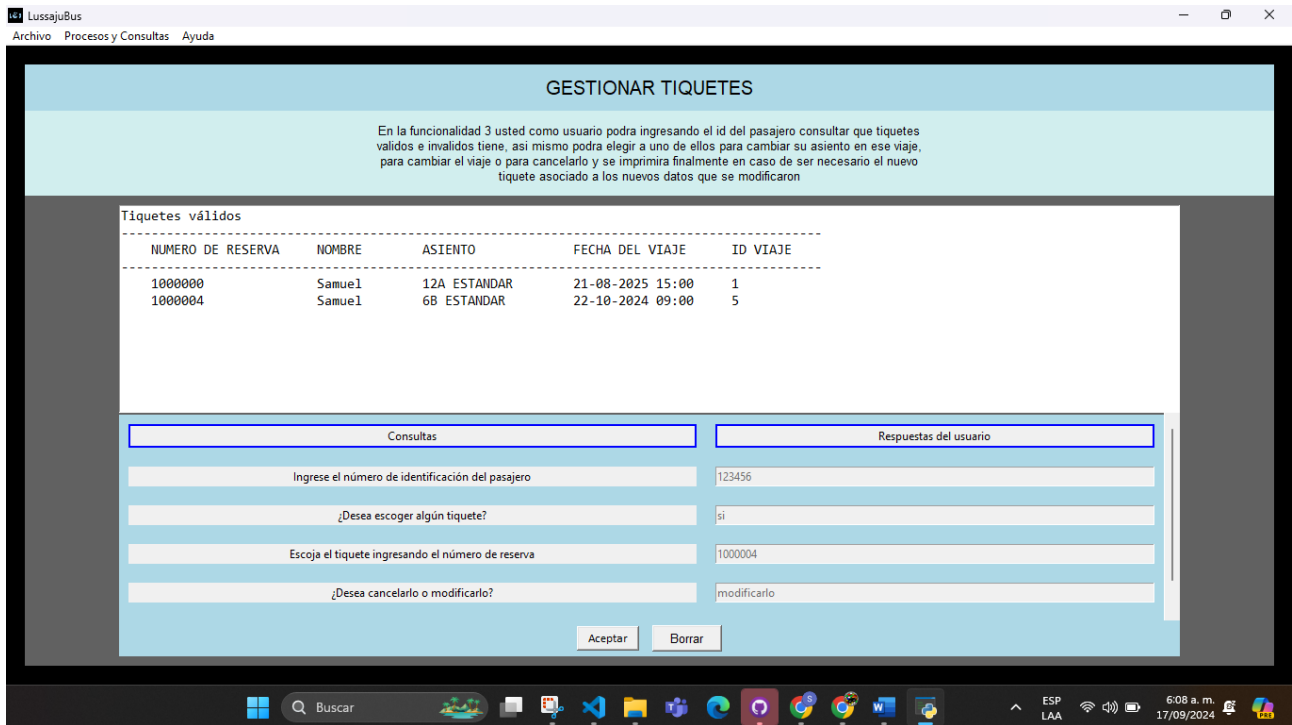 LussajuBus
Archivo Procesos y Consultas Ayuda
GESTIONAR TIQUETES
En la funcionalidad 3 usted como usuario podra ingresando el id del pasajero consultar que tiquetes
validos e invalidos tiene, asi mismo podra elegir a uno de ellos para cambiar su asiento en ese viaje,
para cambiar el viaje o para cancelarlo y se imprimira finalmente en caso de ser necesario el nuevo
tiquete asociado a los nuevos datos que se modificaron
Tiquetes válidos
NUMERO DE RESERVA NOMBRE ASIENTO FECHA DEL VIAJE ID VIAJE
1000000 Samuel 12A ESTANDAR 21-08-2025 15:00 1
1000004 Samuel 6B ESTANDAR 22-10-2024 09:00 5
Consultas Respuestas del usuario
Ingrese el número de identificación del pasajero 123456
¿Desea escoger algún tiquete? si
Escoja el tiquete ingresando el número de reserva 1000004
¿Desea cancelarlo o modificarlo? modificarlo
Aceptar Borrar
Buscar
ESP
LAA
6:08 a. m.
17/09/2024